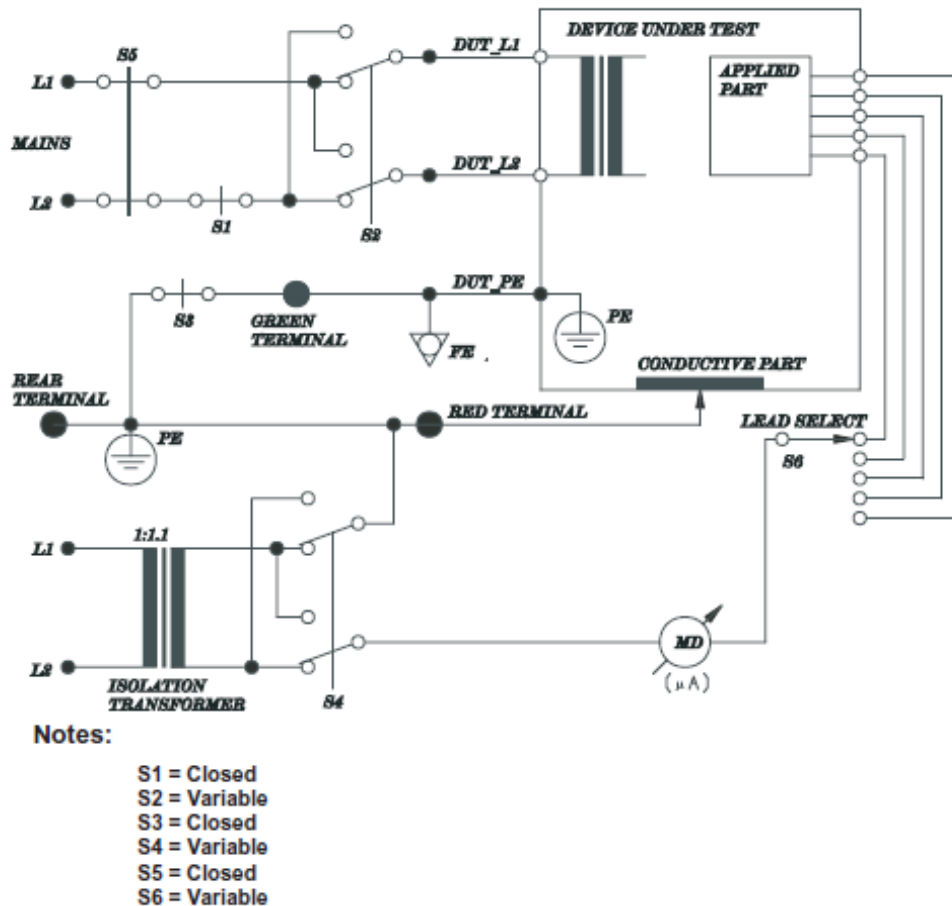 DEVICE UNDER TEST
S5
DUT_L1
L1
APPLIED
PART
MAINS
DUT_L2
L2
S1
S2
DUT_PE
S3
GREEN
TERMINAL
FE
PE
CONDUCTIVE PART
REAR
TERMINAL
RED TERMINAL
LEAD SELECT
PE
S6
1:1.1
L1
MD
L2
(μA)
ISOLATION
TRANSFORMER
S4
Notes:
S1 = Closed
S2 = Variable
S3 = Closed
S4 = Variable
S5 = Closed
S6 = Variable